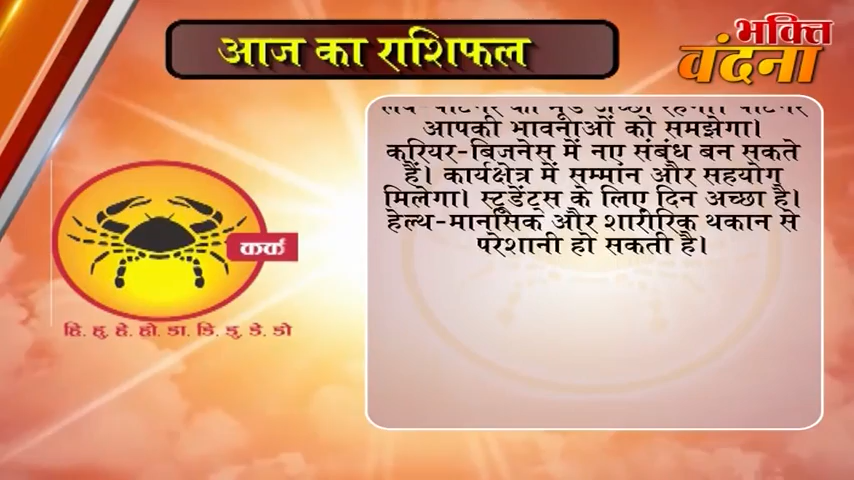 आज का राशिफल
भक्ति
वंदना
आपकी भावनाओं को समझेगा।
करियर-बिजनेस में नए संबंध बन सकते
हैं। कार्यक्षेत्र में सम्मान और सहयोग
मिलेगा। स्टूडेंट्स के लिए दिन अच्छा है।
हेल्थ-मानसिक और शारीरिक थकान से
परेशानी हो सकती है।
कर्क
हि. हु. हे. हो. डा. डि. डु. डे. डो